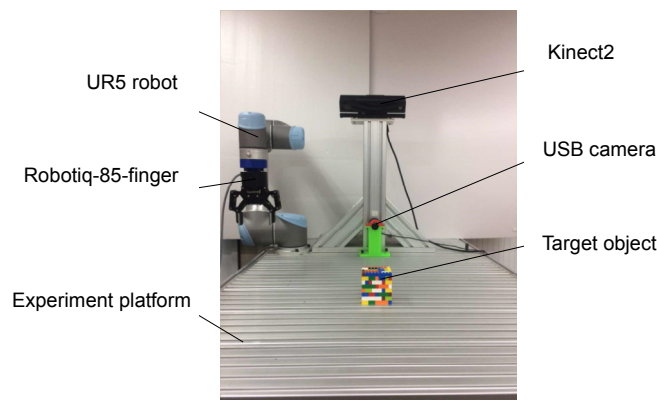 Kinect2
UR5 robot
USB camera
Robotiq-85-finger
Target object
Experiment platform